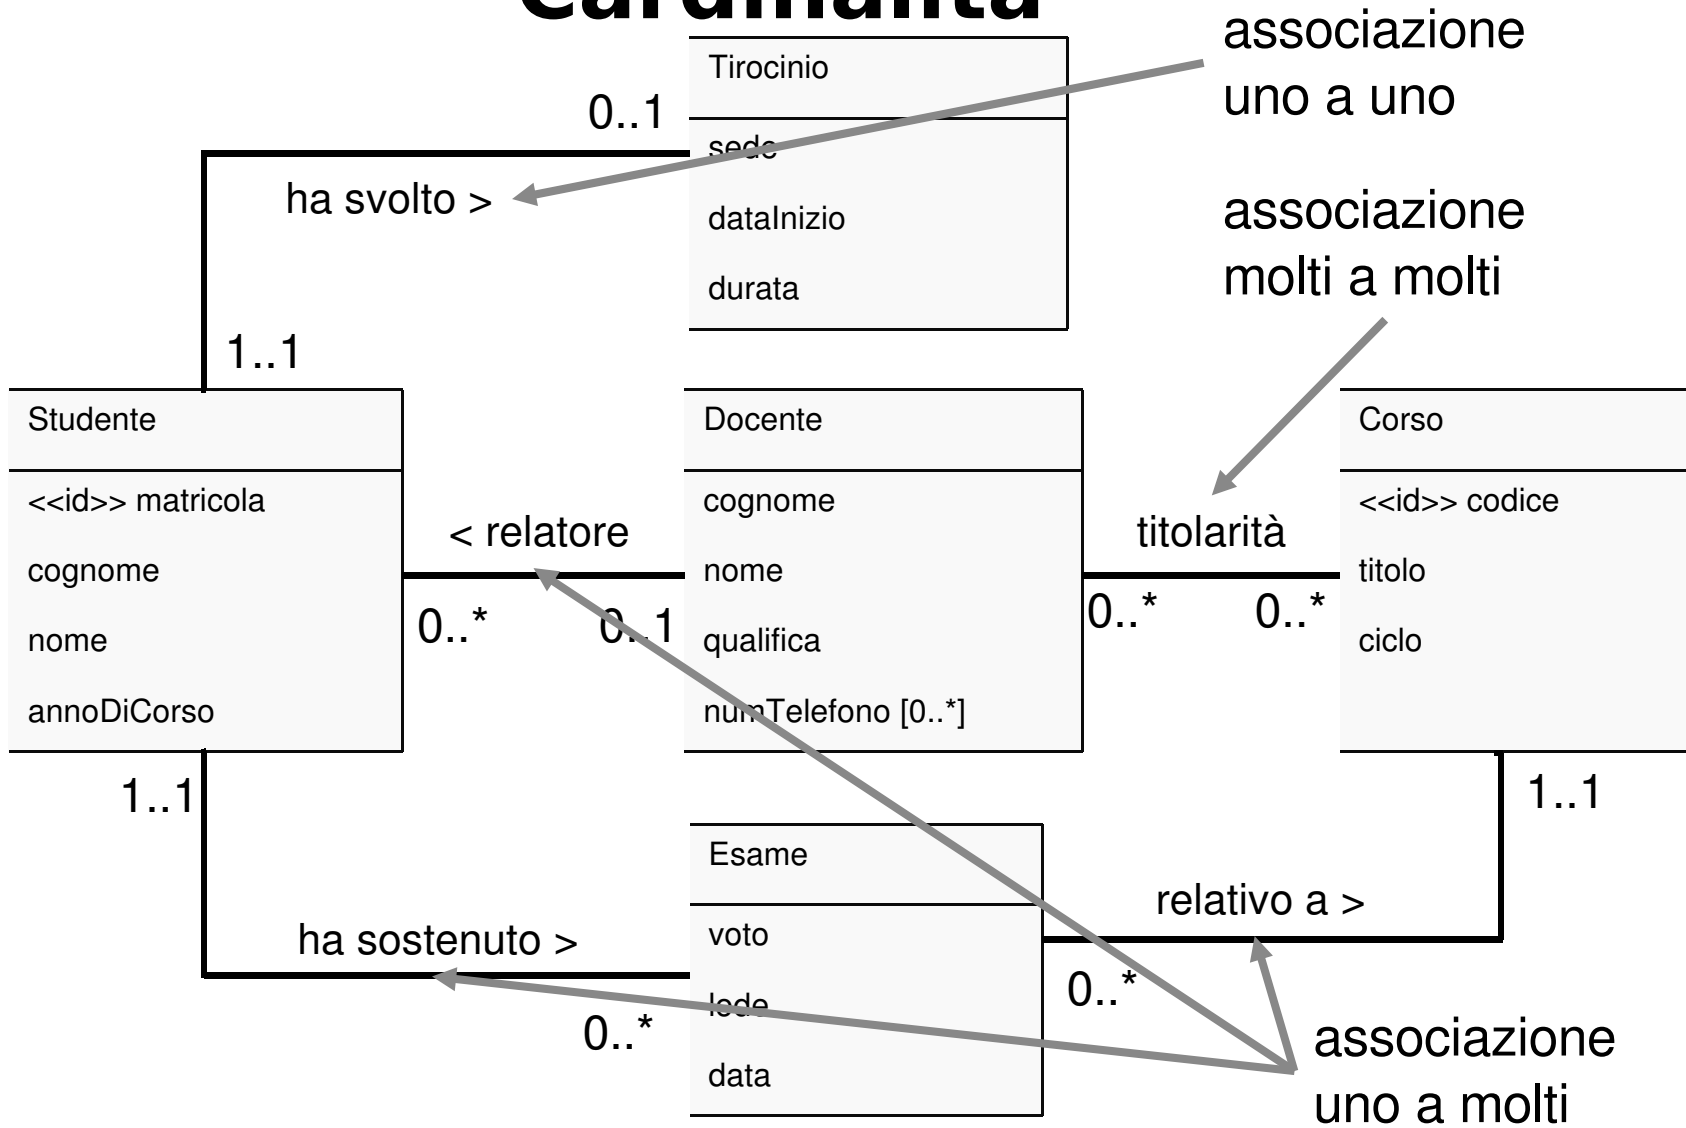 Cardinalità
associazione
uno a uno
Tirocinio
0..1
sede
ha svolto >
dataInizio
durata
associazione
molti a molti
1..1
Studente
<<id>> matricola
cognome
nome
annoDiCorso
< relatore
0..*
0..1
Docente
cognome
nome
qualifica
numTelefono [0..*]
titolarità
0..*
0..*
Corso
<<id>> codice
titolo
ciclo
1..1
1..1
Esame
voto
lode
data
relativo a >
ha sostenuto >
0..*
0..*
associazione
uno a molti